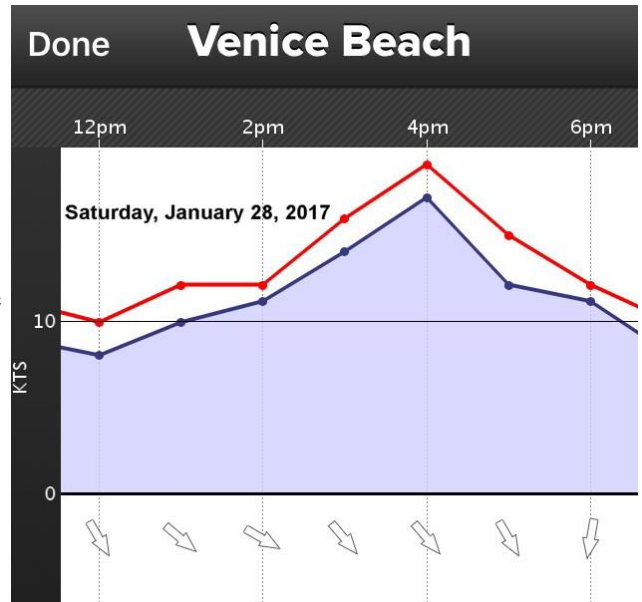 Done Venice Beach
12pm 2pm 4pm 6pm
Saturday, January 28, 2017
10
KTS
0